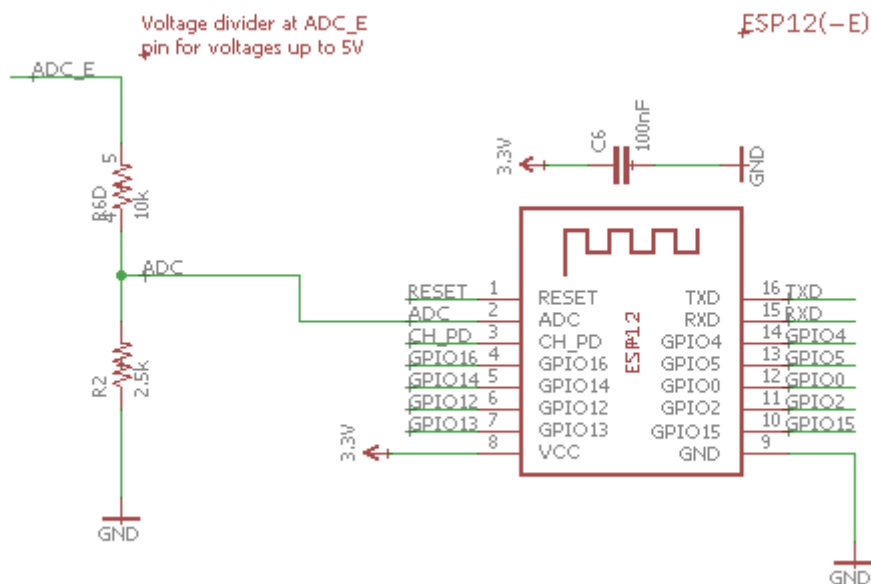 Voltage divider at ADC_E
pin for voltages up to 5V
ESP12(-E)
ADC_E
5
R6D
4
10k
ADC
R2
2.5k
GND
3.3V
C6
100nF
GND
RESET 1 RESET
ADC 2 ADC
CH_PD 3 CH_PD
GPIO16 4 GPIO16
GPIO14 5 GPIO14
GPIO12 6 GPIO12
GPIO13 7 GPIO13
3.3V
8 VCC
ESP12
TXD 16 TXD
RXD 15 RXD
GPIO4 14 GPIO4
GPIO5 13 GPIO5
GPIO0 12 GPIO0
GPIO2 11 GPIO2
GPIO15 10 GPIO15
GND 9
GND